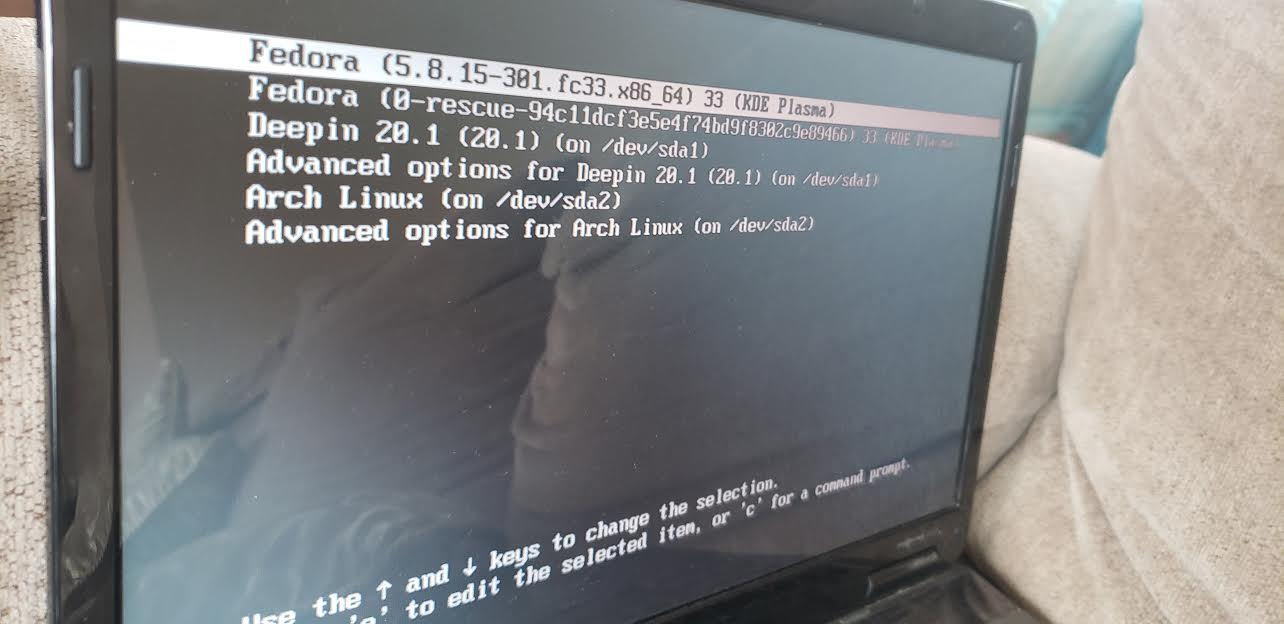 Fedora (5.8.15-301.fc33.x86_64) 33 (KDE Plasma)
Fedora (0-rescue-94c11dcf3e5e4f74bd9f8302c9e89466) 33 (KDE Plasma)
Deepin 20.1 (20.1) (on /dev/sda1)
Advanced options for Deepin 20.1 (20.1) (on /dev/sda1)
Arch Linux (on /dev/sda2)
Advanced options for Arch Linux (on /dev/sda2)
Use the ↑ and ↓ keys to change the selection.
'e' to edit the selected item, or 'c' for a command prompt.